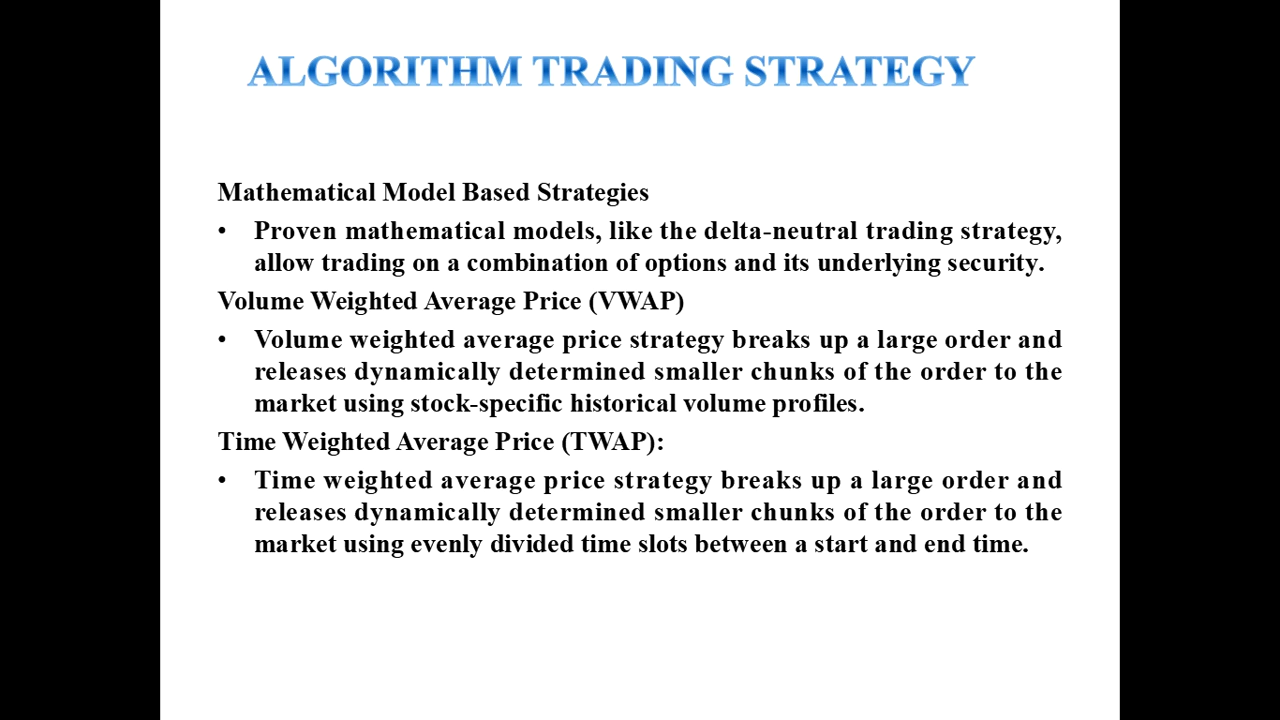 ALGORITHM TRADING STRATEGY
Mathematical Model Based Strategies
• Proven mathematical models, like the delta-neutral trading strategy,
allow trading on a combination of options and its underlying security.
Volume Weighted Average Price (VWAP)
• Volume weighted average price strategy breaks up a large order and
releases dynamically determined smaller chunks of the order to the
market using stock-specific historical volume profiles.
Time Weighted Average Price (TWAP):
• Time weighted average price strategy breaks up a large order and
releases dynamically determined smaller chunks of the order to the
market using evenly divided time slots between a start and end time.